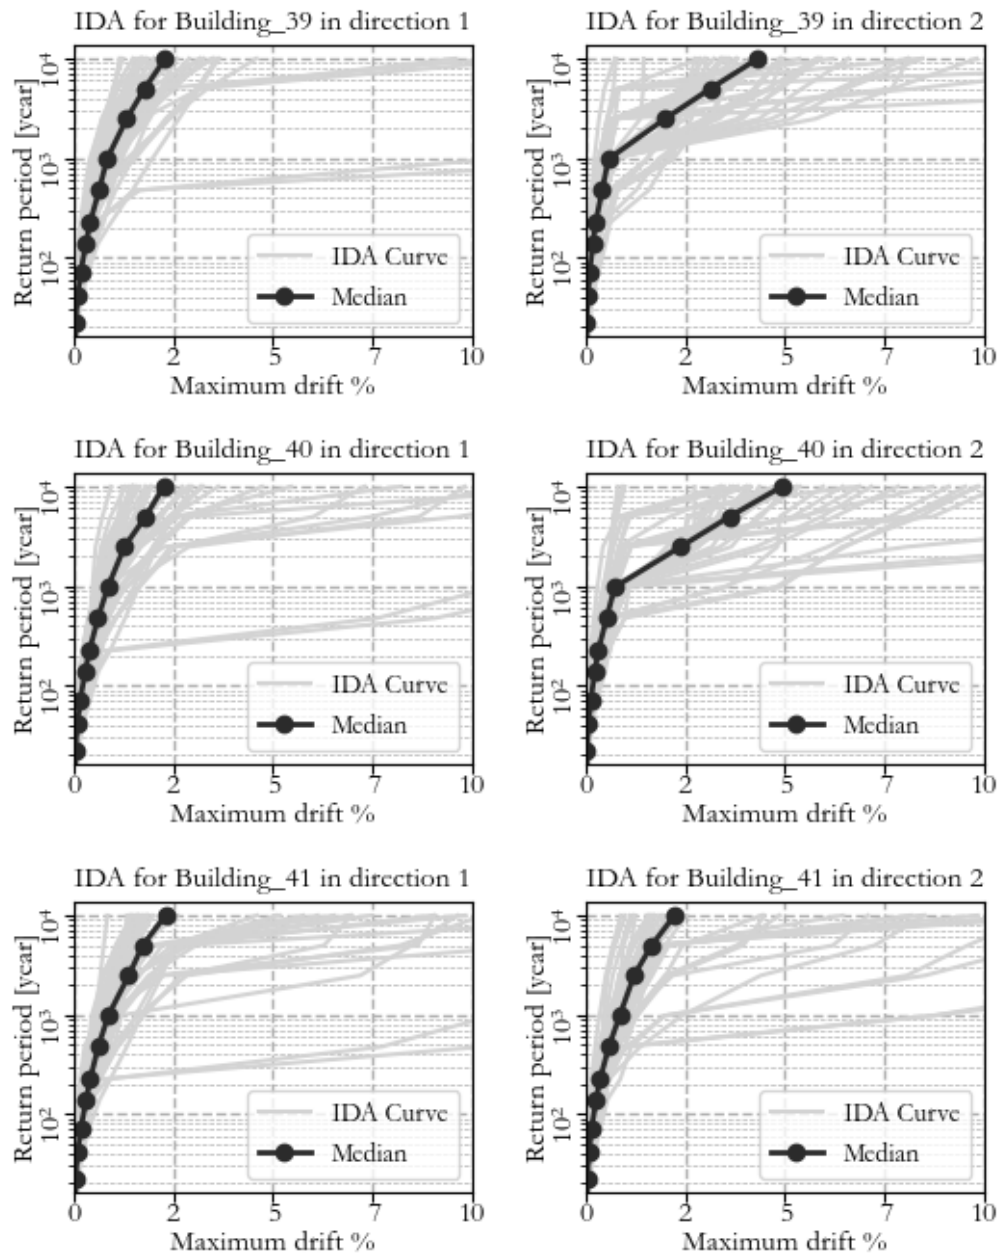 IDA for Building_39 in direction 1
Return period [year]
10⁴
10³
10²
IDA Curve
Median
0 2 5 7 10
Maximum drift %
IDA for Building_39 in direction 2
Return period [year]
10⁴
10³
10²
IDA Curve
Median
0 2 5 7 10
Maximum drift %
IDA for Building_40 in direction 1
Return period [year]
10⁴
10³
10²
IDA Curve
Median
0 2 5 7 10
Maximum drift %
IDA for Building_40 in direction 2
Return period [year]
10⁴
10³
10²
IDA Curve
Median
0 2 5 7 10
Maximum drift %
IDA for Building_41 in direction 1
Return period [year]
10⁴
10³
10²
IDA Curve
Median
0 2 5 7 10
Maximum drift %
IDA for Building_41 in direction 2
Return period [year]
10⁴
10³
10²
IDA Curve
Median
0 2 5 7 10
Maximum drift %